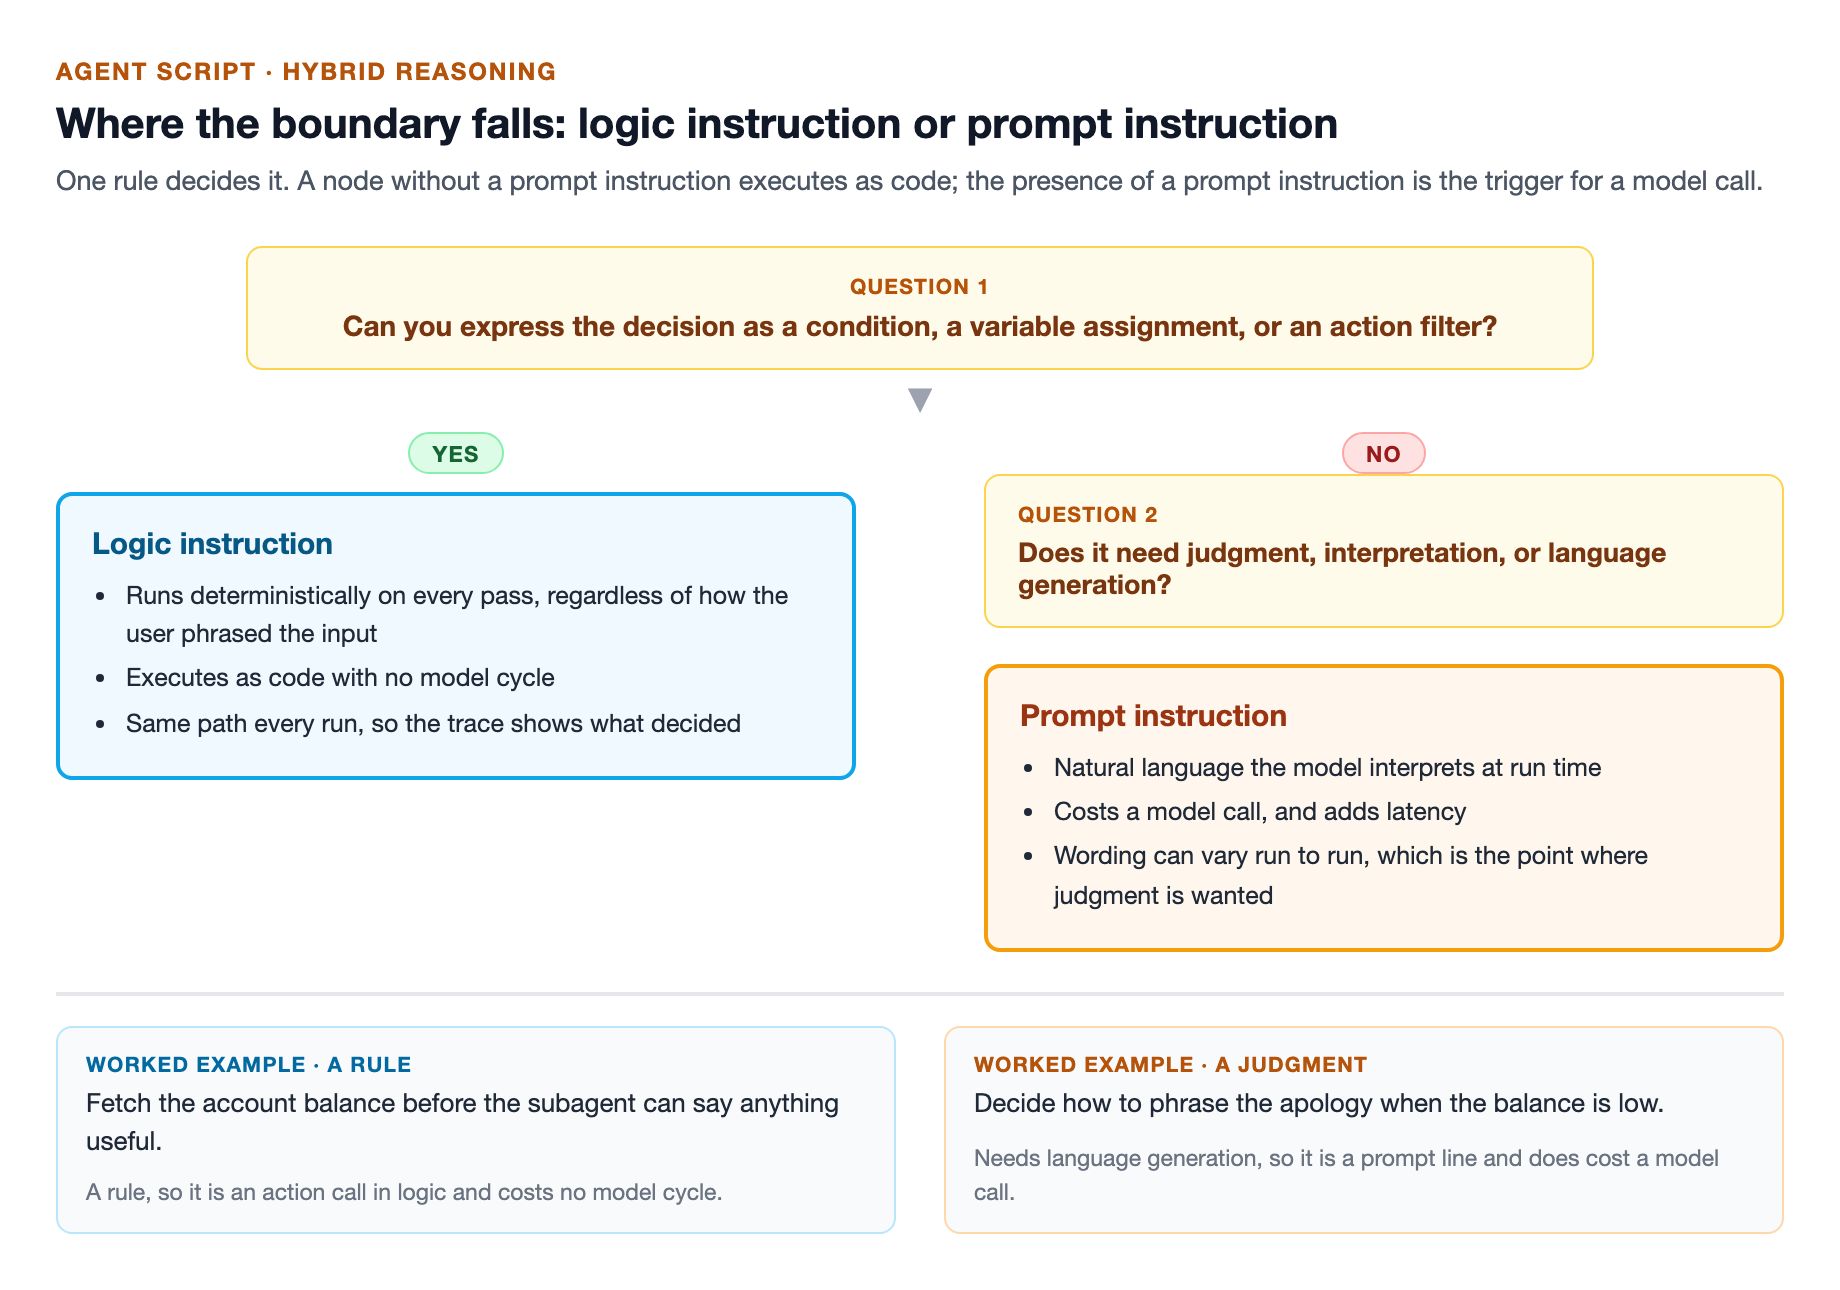 AGENT SCRIPT · HYBRID REASONING
Where the boundary falls: logic instruction or prompt instruction
One rule decides it. A node without a prompt instruction executes as code; the presence of a prompt instruction is the trigger for a model call.
QUESTION 1
Can you express the decision as a condition, a variable assignment, or an action filter?
YES
Logic instruction
• Runs deterministically on every pass, regardless of how the
user phrased the input
• Executes as code with no model cycle
• Same path every run, so the trace shows what decided
NO
QUESTION 2
Does it need judgment, interpretation, or language
generation?
Prompt instruction
• Natural language the model interprets at run time
• Costs a model call, and adds latency
• Wording can vary run to run, which is the point where
judgment is wanted
WORKED EXAMPLE · A RULE
Fetch the account balance before the subagent can say anything
useful.
A rule, so it is an action call in logic and costs no model cycle.
WORKED EXAMPLE · A JUDGMENT
Decide how to phrase the apology when the balance is low.
Needs language generation, so it is a prompt line and does cost a model
call.